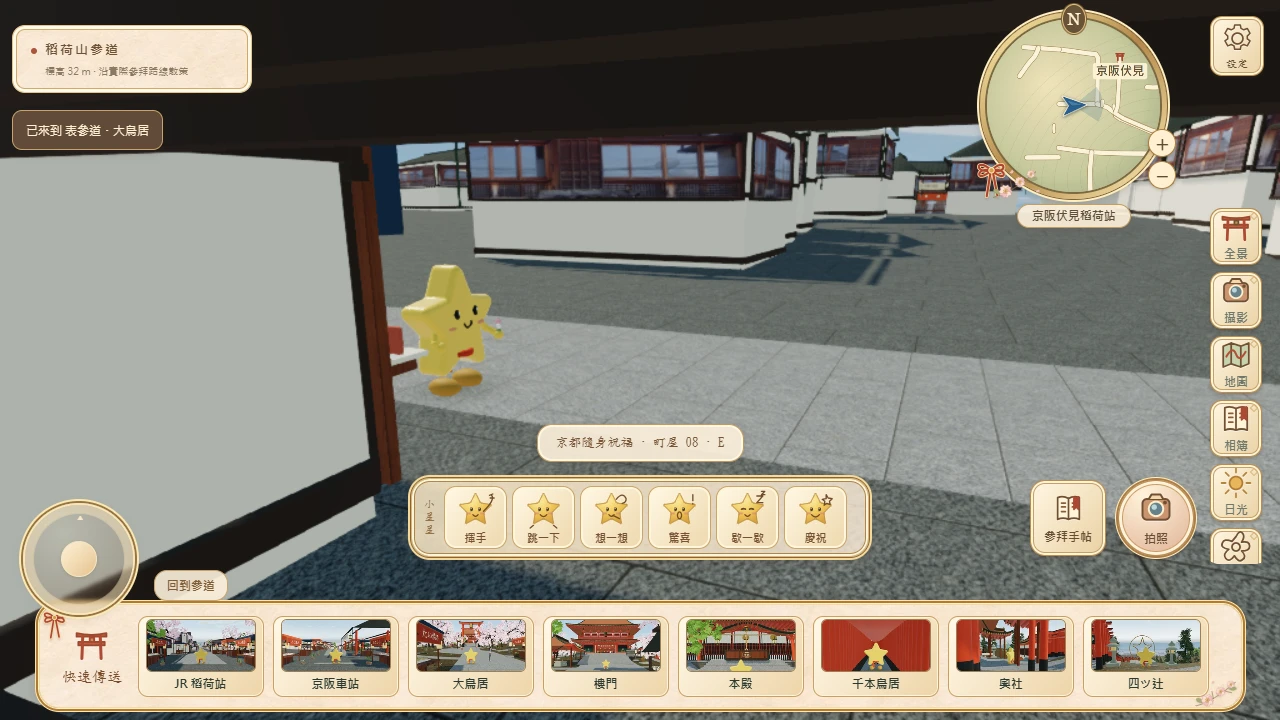 稻荷山參道
標高 32 m · 沿實際參拜路線散策
已來到 表參道 · 大鳥居
N
京阪伏見
+
−
京阪伏見稻荷站
設定
全景
攝影
地圖
相簿
日光
京都隨身祝福 · 町屋 08 · E
小星星
揮手
跳一下
想一想
驚喜
歇一歇
慶祝
參拜手帖
拍照
回到參道
快速傳送
JR 稻荷站
京阪車站
大鳥居
樓門
本殿
千本鳥居
奧社
四ツ辻